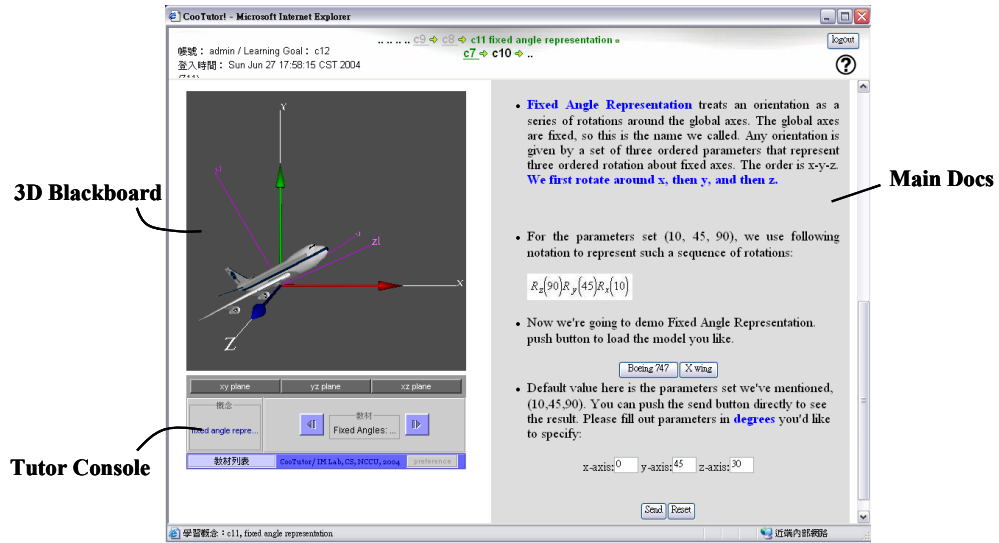 CooTutor! - Microsoft Internet Explorer
帳號： admin / Learning Goal： c12
登入時間： Sun Jun 27 17:58:15 CST 2004
.. .. .. .. c9 ➪ c8 ➪ c11 fixed angle representation «
c7 ➪ c10 ➪ ..
logout
?
3D Blackboard
Tutor Console
Main Docs
Y
y1
z1
X
Z
xy plane
yz plane
xz plane
概念
fixed angle repre...
教材
Fixed Angles: ...
教材列表
CooTutor/ IM Lab, CS, NCCU, 2004
preference
• Fixed Angle Representation treats an orientation as a
series of rotations around the global axes. The global axes
are fixed, so this is the name we called. Any orientation is
given by a set of three ordered parameters that represent
three ordered rotation about fixed axes. The order is x-y-z.
We first rotate around x, then y, and then z.
• For the parameters set (10, 45, 90), we use following
notation to represent such a sequence of rotations:
Rz(90)Ry(45)Rx(10)
• Now we're going to demo Fixed Angle Representation.
push button to load the model you like.
Boeing 747
X wing
• Default value here is the parameters set we've mentioned,
(10,45,90). You can push the send button directly to see
the result. Please fill out parameters in degrees you'd like
to specify:
x-axis: 0 y-axis: 45 z-axis: 30
Send Reset
學習概念：c11, fixed angle representation
近端內部網路